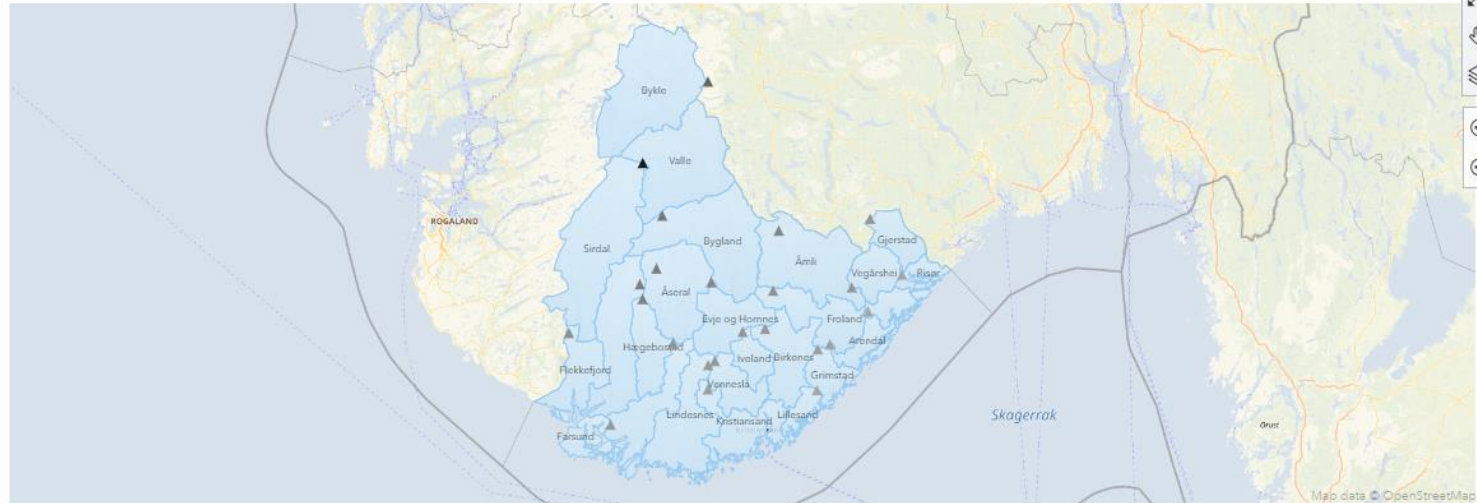 Bykle
Valle
ROGALAND
Sirdal
Bygland
Gjerstad
Åmli
Vegårshei
Risør
Åseral
Evje og Hornnes
Froland
Arendal
Hægebostad
Iveland
Birkenes
Flekkefjord
Grimstad
Vennesla
Lindesnes
Kristiansand
Lillesand
Farsund
Skagerrak
Orust
Map data © OpenStreetMap